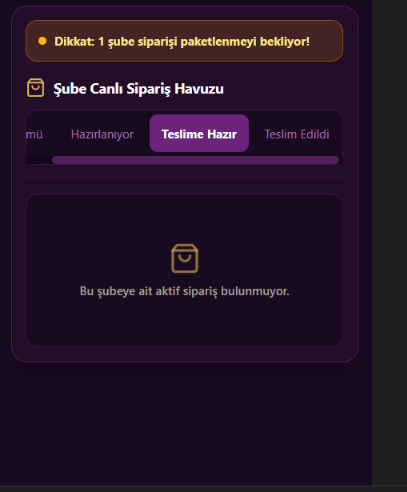 Dikkat: 1 şube siparişi paketlenmeyi bekliyor!
Şube Canlı Sipariş Havuzu
mü Hazırlanıyor Teslime Hazır Teslim Edildi
Bu şubeye ait aktif sipariş bulunmuyor.